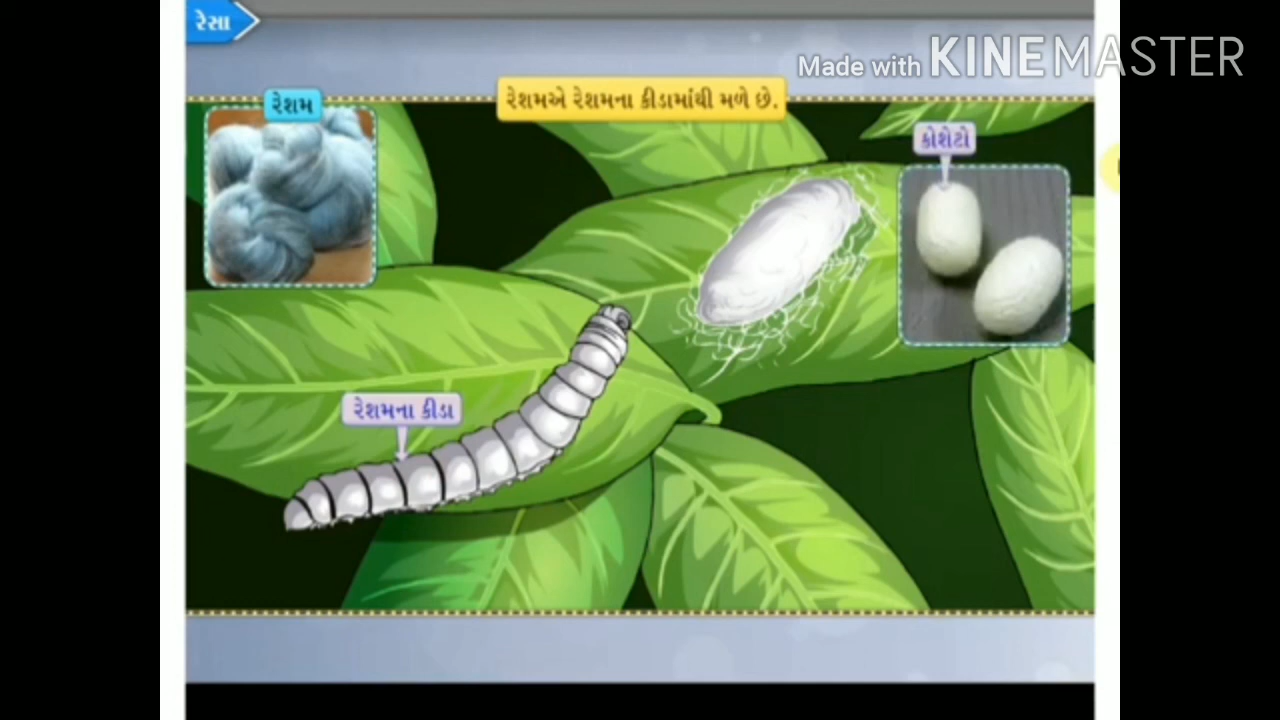 રેસા
Made with KINEMASTER
રેશમ
રેશમએ રેશમના કીડામાંથી મળે છે.
કોશેટો
રેશમના કીડા